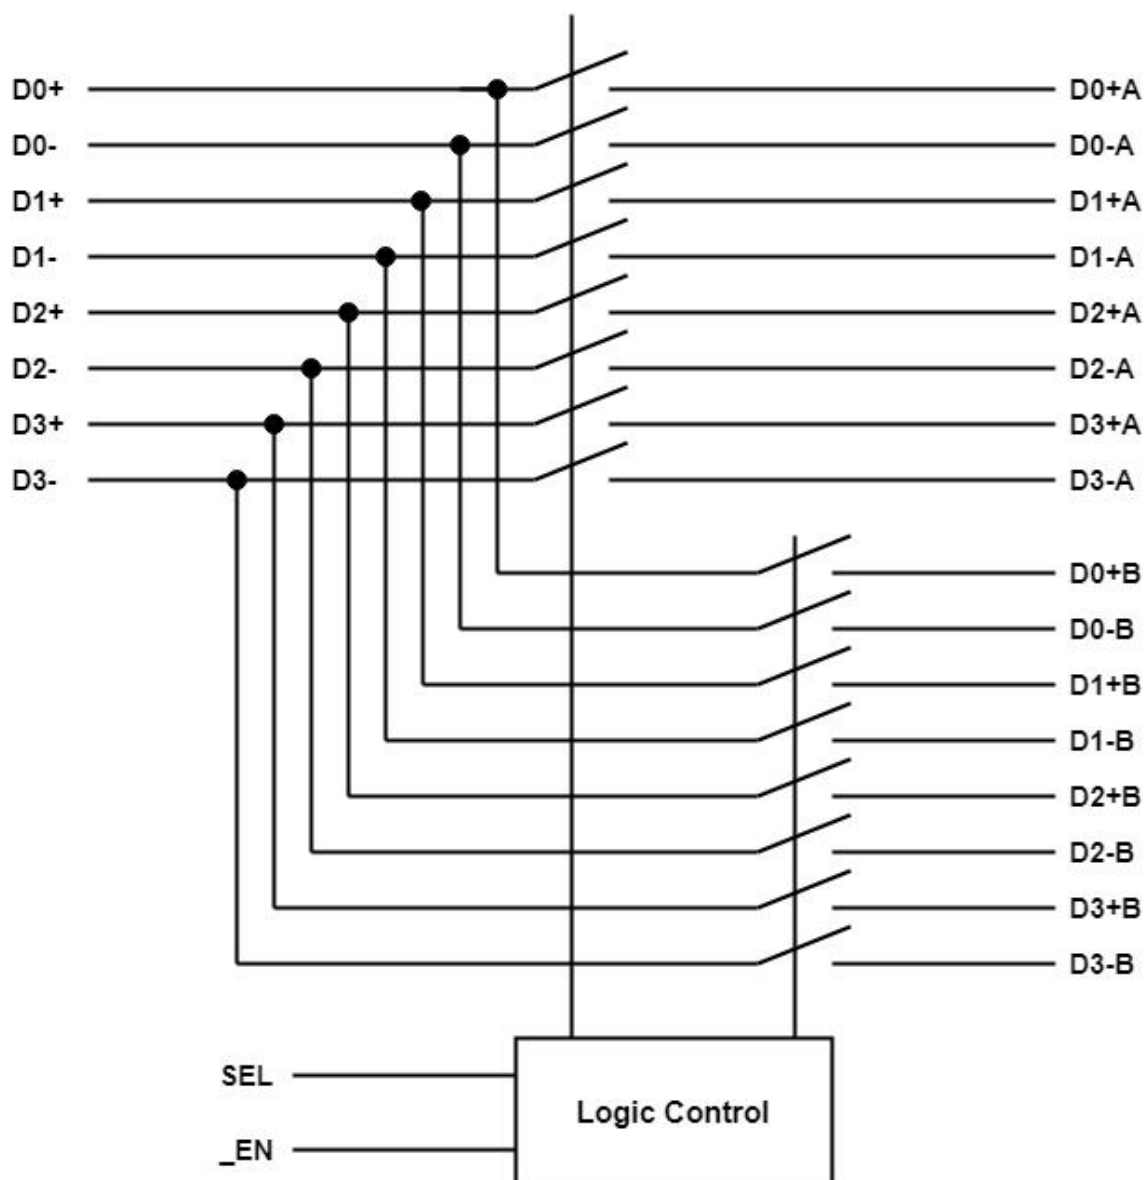 D0+ D0+A
D0- D0-A
D1+ D1+A
D1- D1-A
D2+ D2+A
D2- D2-A
D3+ D3+A
D3- D3-A
D0+B
D0-B
D1+B
D1-B
D2+B
D2-B
D3+B
D3-B
SEL
Logic Control
_EN